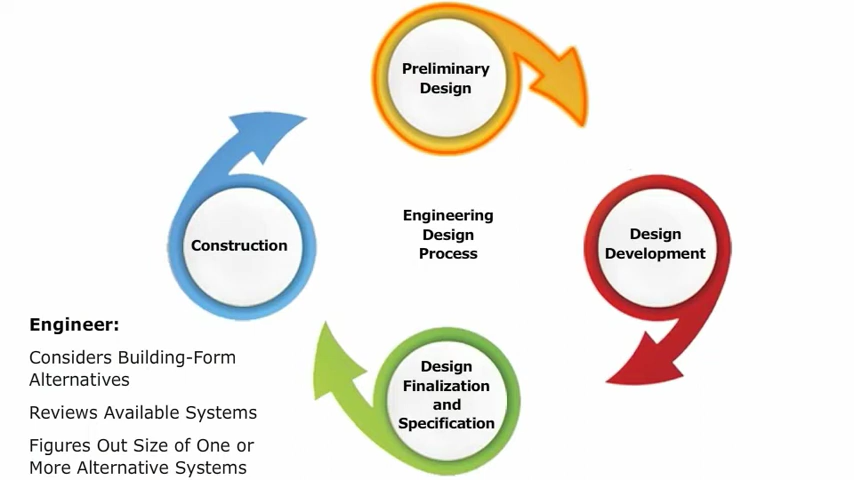 Preliminary
Design
Engineering
Design
Process
Design
Development
Construction
Design
Finalization
and
Specification
Engineer:
Considers Building-Form
Alternatives
Reviews Available Systems
Figures Out Size of One or
More Alternative Systems